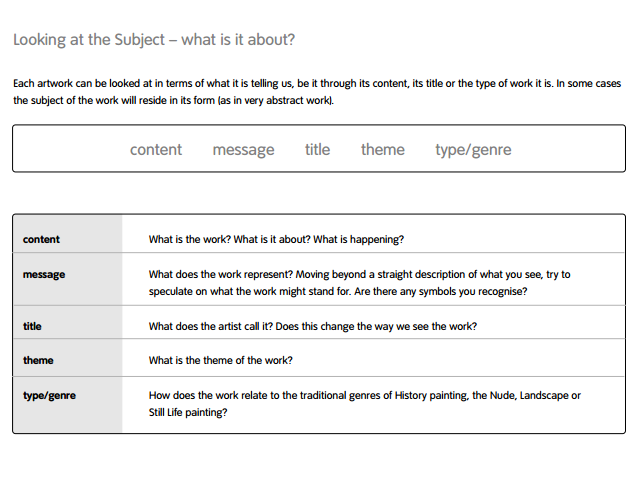 Looking at the Subject – what is it about?
Each artwork can be looked at in terms of what it is telling us, be it through its content, its title or the type of work it is. In some cases
the subject of the work will reside in its form (as in very abstract work).
content message title theme type/genre
content What is the work? What is it about? What is happening?
message What does the work represent? Moving beyond a straight description of what you see, try to
speculate on what the work might stand for. Are there any symbols you recognise?
title What does the artist call it? Does this change the way we see the work?
theme What is the theme of the work?
type/genre How does the work relate to the traditional genres of History painting, the Nude, Landscape or
Still Life painting?